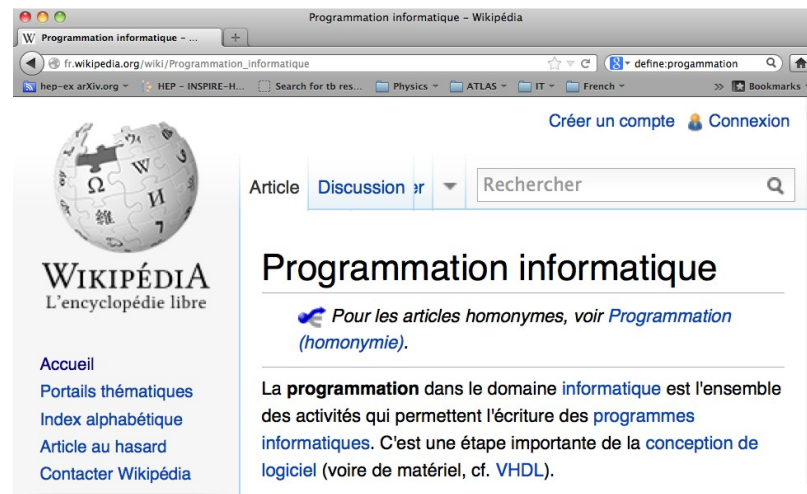 Programmation informatique – Wikipédia
W Programmation informatique – ... +
fr.wikipedia.org/wiki/Programmation_informatique define:progammation
hep-ex arXiv.org HEP – INSPIRE–H... Search for tb res... Physics ATLAS IT French » Bookmarks
Créer un compte Connexion
Article Discussion er Rechercher
Ω W И 維 7
WIKIPÉDIA
L'encyclopédie libre
Programmation informatique
Pour les articles homonymes, voir Programmation
(homonymie).
Accueil
Portails thématiques
Index alphabétique
Article au hasard
Contacter Wikipédia
La programmation dans le domaine informatique est l'ensemble
des activités qui permettent l'écriture des programmes
informatiques. C'est une étape importante de la conception de
logiciel (voire de matériel, cf. VHDL).